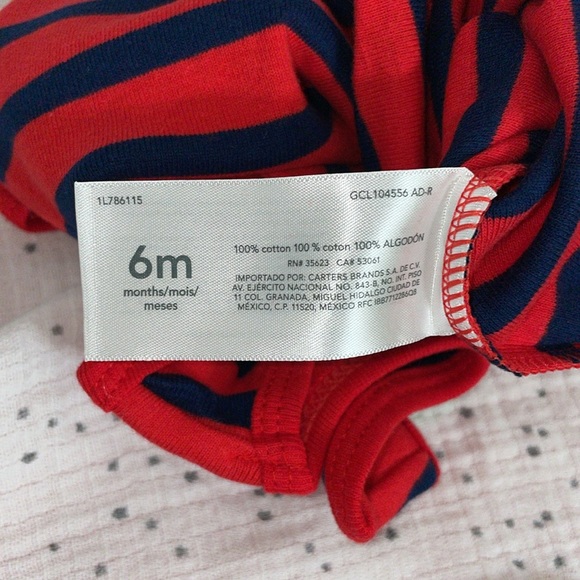 1L786115
GCL104556 AD-R
6m
months/mois/
meses
100% cotton 100% coton 100% ALGODÓN
RN# 35623 CA# 53061
IMPORTADO POR: CARTERS BRANDS S.A. DE C.V.
AV. EJÉRCITO NACIONAL NO. 843-B, NO. INT. PISO
11 COL. GRANADA, MIGUEL HIDALGO CIUDAD DE
MÉXICO, C.P. 11520, MÉXICO RFC IBB7712286Q8